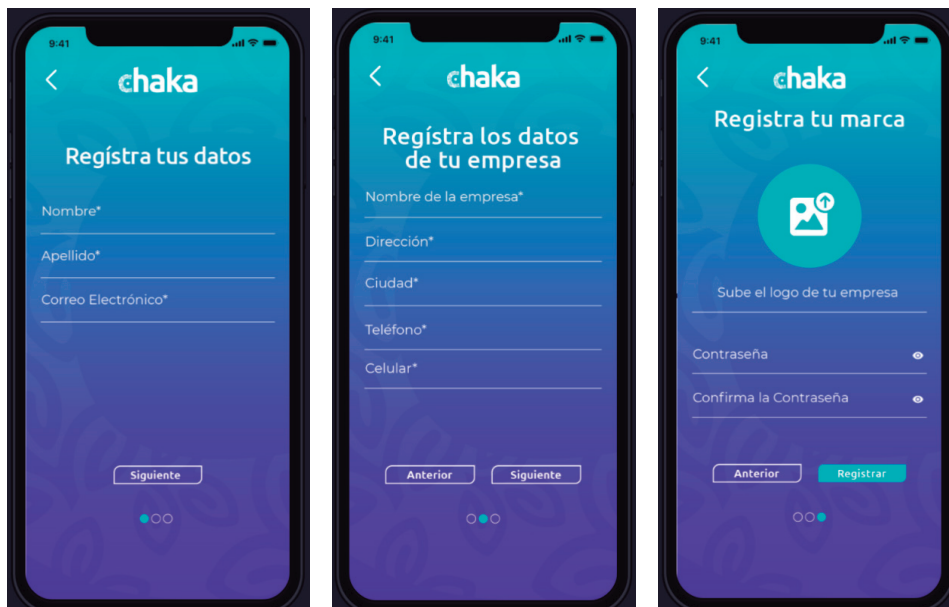 9:41
chaka
Regístra tus datos
Nombre*
Apellido*
Correo Electrónico*
Siguiente
9:41
chaka
Regístra los datos
de tu empresa
Nombre de la empresa*
Dirección*
Ciudad*
Teléfono*
Celular*
Anterior
Siguiente
9:41
chaka
Registra tu marca
Sube el logo de tu empresa
Contraseña
Confirma la Contraseña
Anterior
Registrar